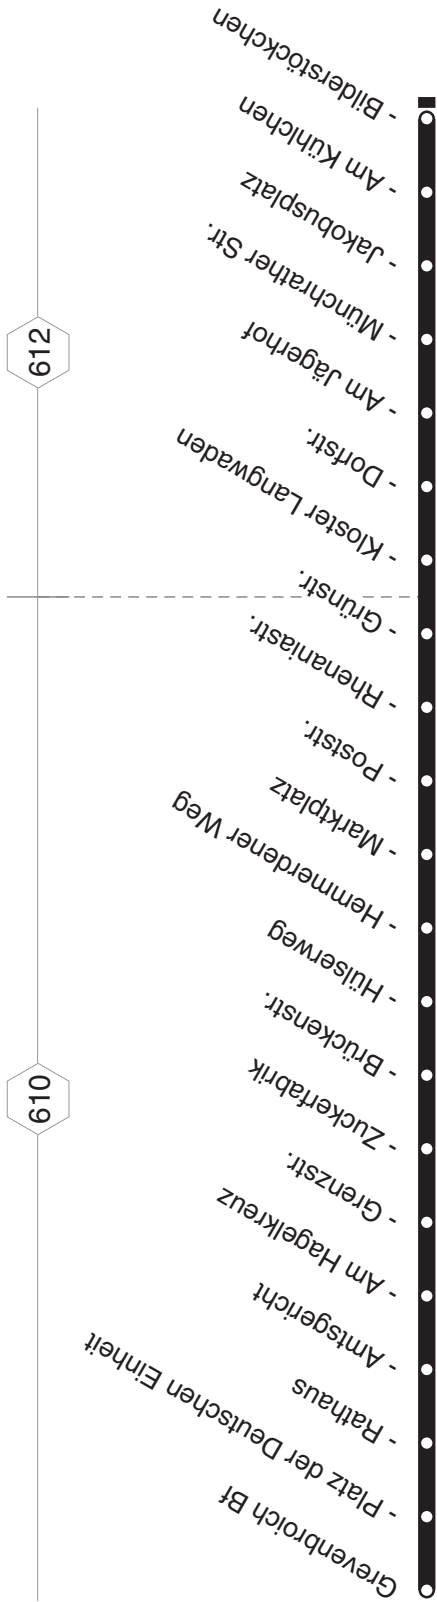 Grevenbroich Bf
- Platz der Deutschen Einheit
- Rathaus
- Amtsgericht
- Am Hagelkreuz
- Grenzstr.
- Zuckerfabrik
- Brückenstr.
- Hülserweg
- Hemmerdener Weg
- Marktplatz
- Poststr.
- Rhenaniastr.
- Grünstr.
- Kloster Langwaden
- Dorfstr.
- Am Jägerhof
- Münchrather Str.
- Jakobusplatz
- Am Kühlchen
- Bilderstöckchen
610
612